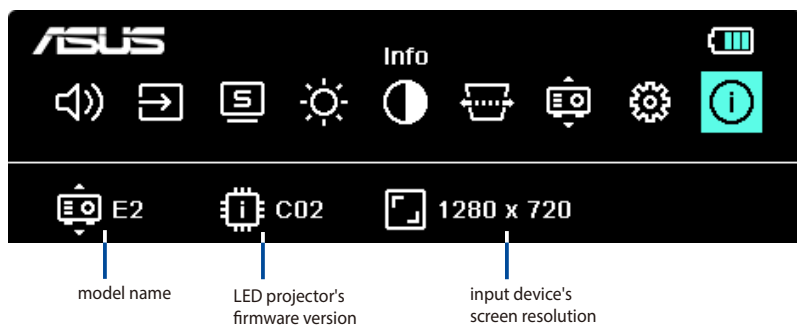 ASUS
Info
S
i
E2
i
C02
1280 x 720
model name
LED projector's
firmware version
input device's
screen resolution